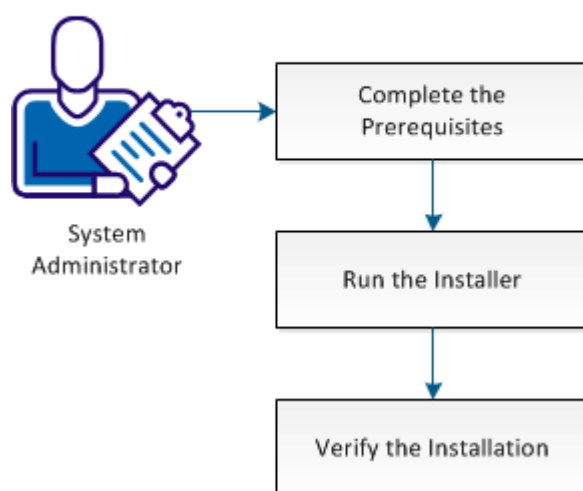 Complete the
Prerequisites
System
Administrator
Run the Installer
Verify the Installation